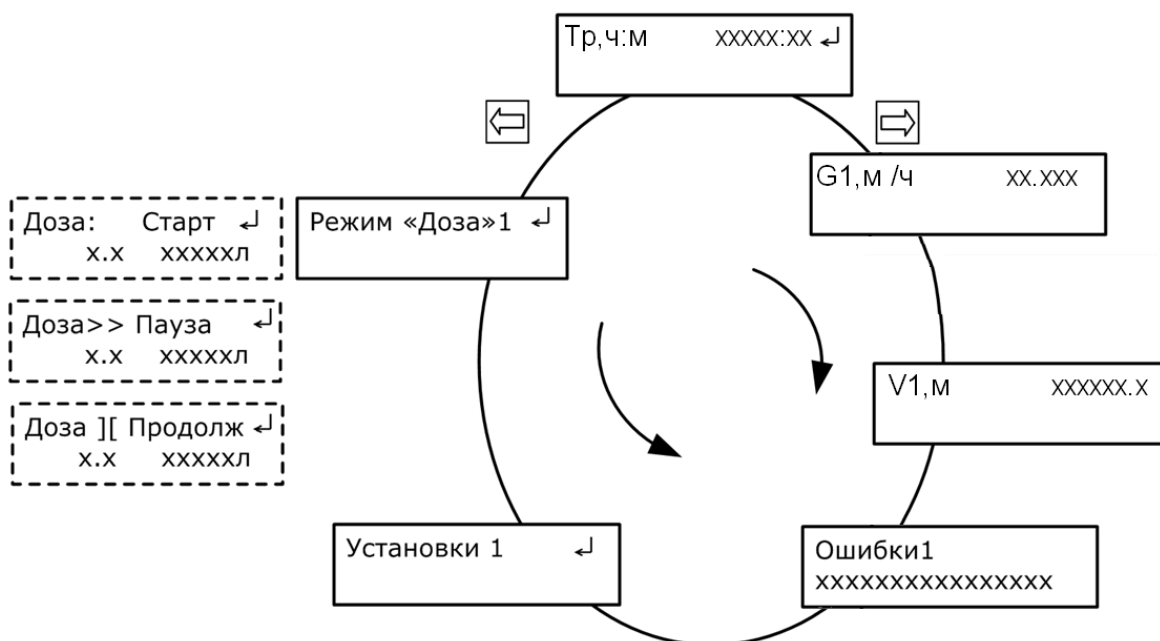 Тр,ч:м xxxxx:xx ↵
G1,м /ч xx.xxx
Режим «Доза»1 ↵
Доза: Старт ↵
x.x xxxxxл
Доза>> Пауза ↵
x.x xxxxxл
Доза ][ Продолж ↵
x.x xxxxxл
V1,м xxxxxx.x
Установки 1 ↵
Ошибки1
xxxxxxxxxxxxxxxx